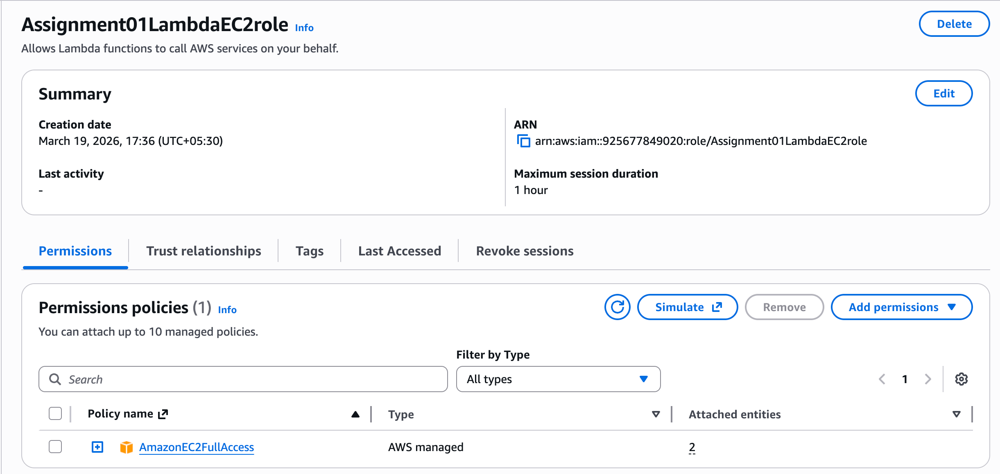 Assignment01LambdaEC2role Info
Delete
Allows Lambda functions to call AWS services on your behalf.
Summary
Edit
Creation date
March 19, 2026, 17:36 (UTC+05:30)
ARN
arn:aws:iam::925677849020:role/Assignment01LambdaEC2role
Last activity
-
Maximum session duration
1 hour
Permissions
Trust relationships
Tags
Last Accessed
Revoke sessions
Permissions policies (1) Info
Simulate
Remove
Add permissions
You can attach up to 10 managed policies.
Filter by Type
Search
All types
1
Policy name
Type
Attached entities
AmazonEC2FullAccess
AWS managed
2